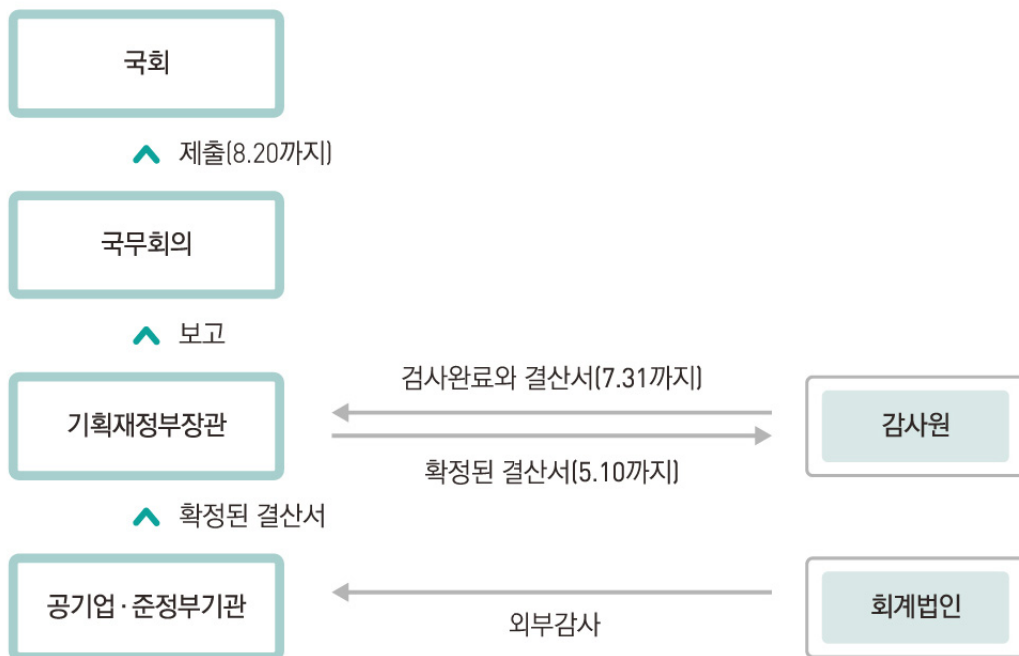 국회
제출(8.20까지)
국무회의
보고
검사완료와 결산서(7.31까지)
기획재정부장관
감사원
확정된 결산서(5.10까지)
확정된 결산서
공기업·준정부기관
회계법인
외부감사